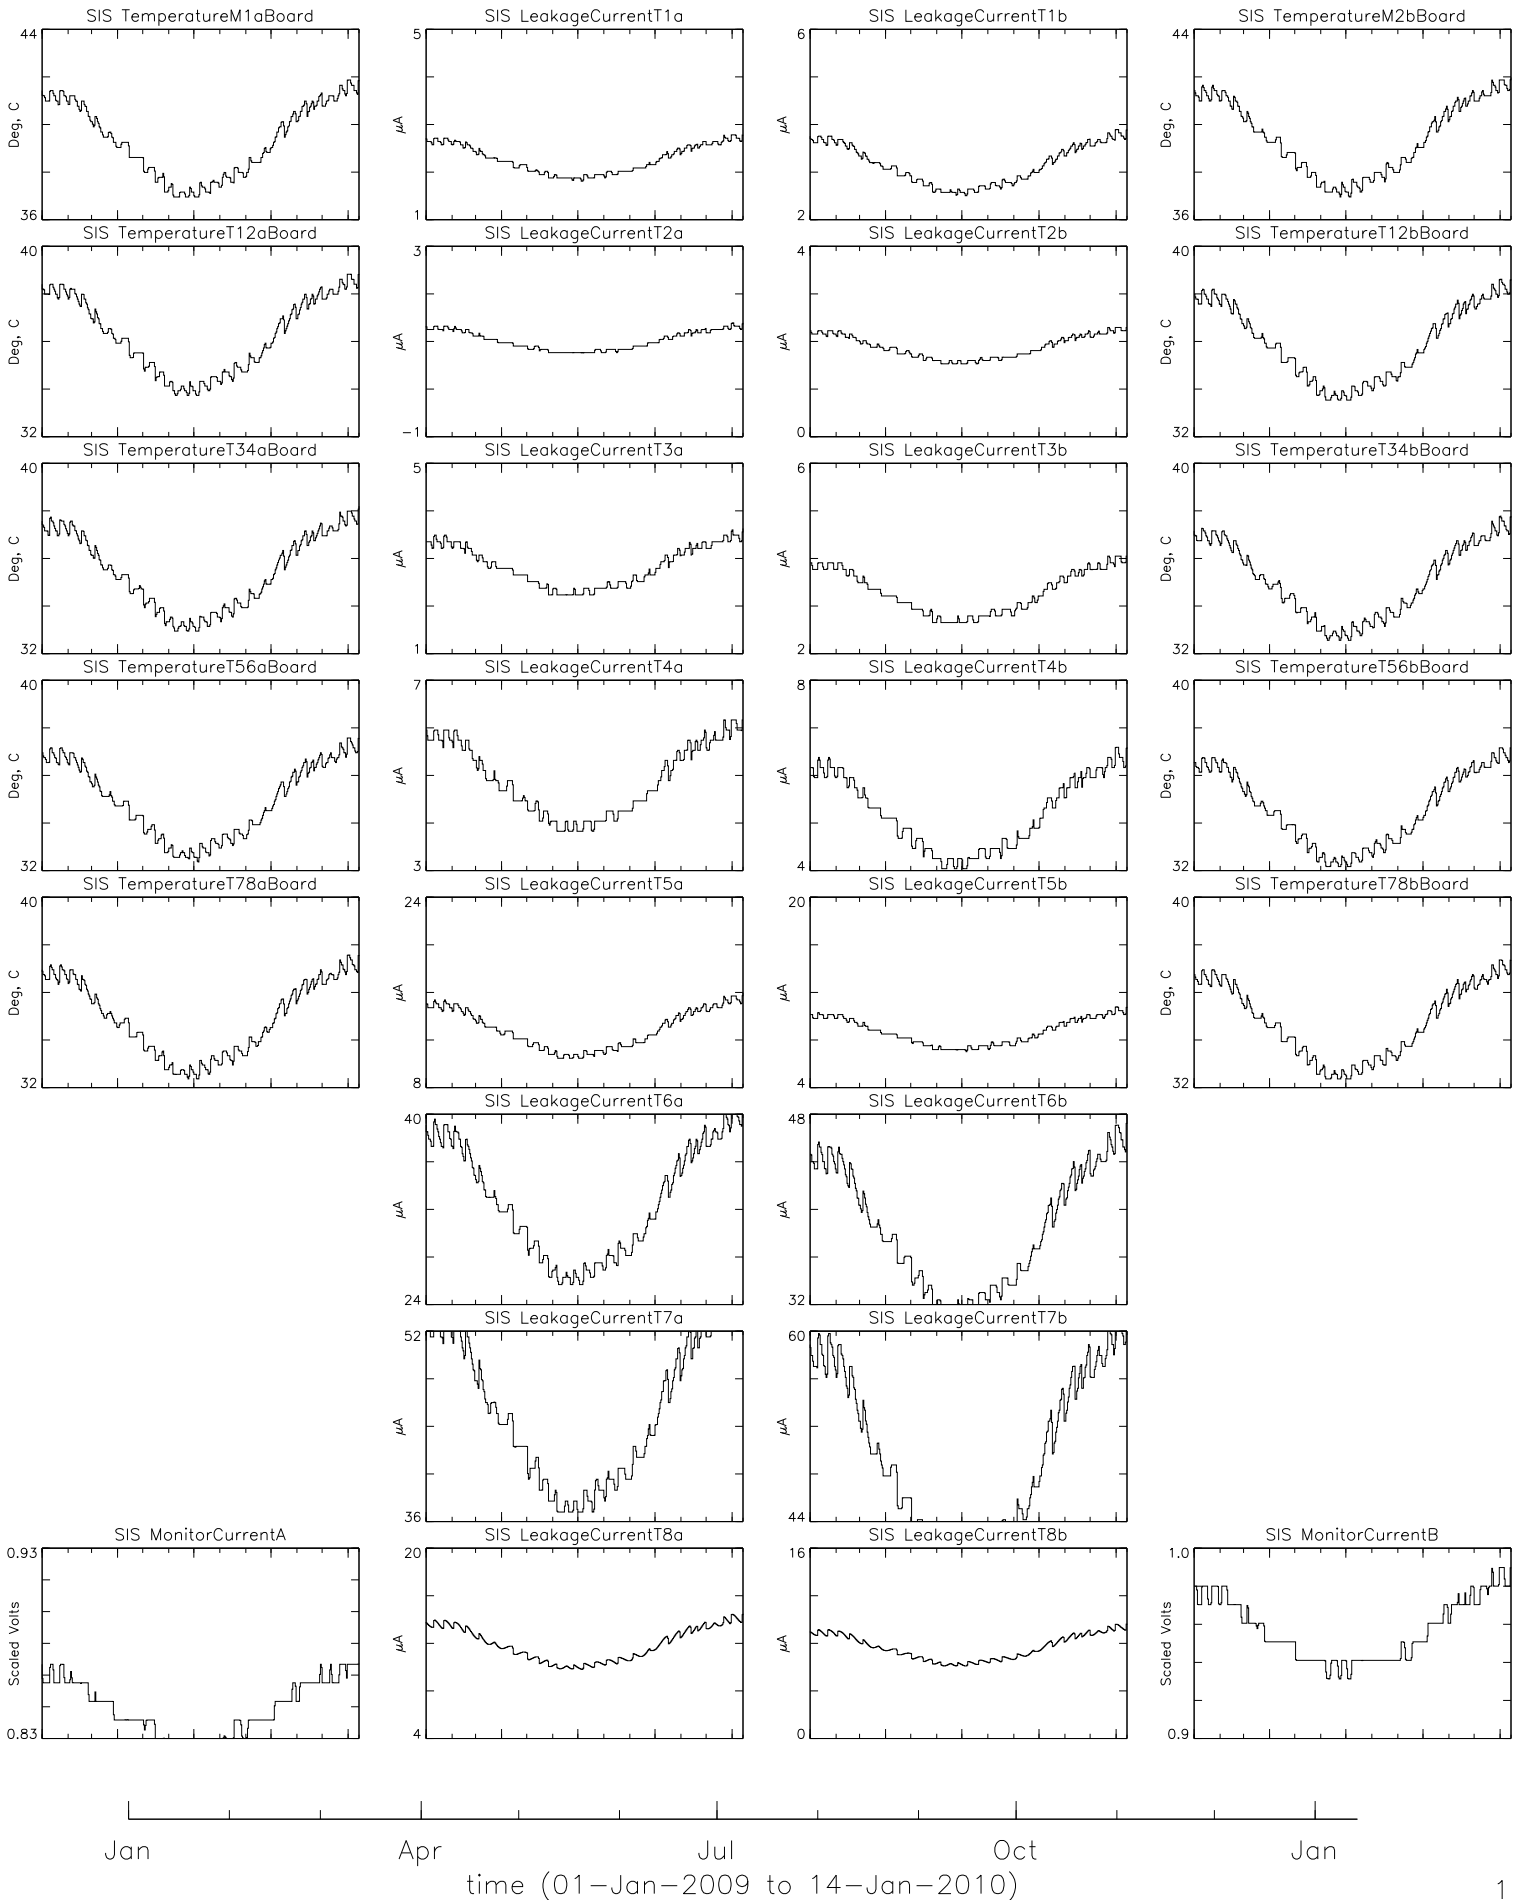 SIS TemperatureM1aBoard
44
Deg, C
36
SIS LeakageCurrentT1a
5
μA
1
SIS LeakageCurrentT1b
6
μA
2
SIS TemperatureM2bBoard
44
Deg, C
36
SIS TemperatureT12aBoard
40
Deg, C
32
SIS LeakageCurrentT2a
3
μA
−1
SIS LeakageCurrentT2b
4
μA
0
SIS TemperatureT12bBoard
40
Deg, C
32
SIS TemperatureT34aBoard
40
Deg, C
32
SIS LeakageCurrentT3a
5
μA
1
SIS LeakageCurrentT3b
6
μA
2
SIS TemperatureT34bBoard
40
Deg, C
32
SIS TemperatureT56aBoard
40
Deg, C
32
SIS LeakageCurrentT4a
7
μA
3
SIS LeakageCurrentT4b
8
μA
4
SIS TemperatureT56bBoard
40
Deg, C
32
SIS TemperatureT78aBoard
40
Deg, C
32
SIS LeakageCurrentT5a
24
μA
8
SIS LeakageCurrentT5b
20
μA
4
SIS TemperatureT78bBoard
40
Deg, C
32
SIS LeakageCurrentT6a
40
μA
24
SIS LeakageCurrentT6b
48
μA
32
SIS LeakageCurrentT7a
52
μA
36
SIS LeakageCurrentT7b
60
μA
44
SIS MonitorCurrentA
0.93
Scaled Volts
0.83
SIS LeakageCurrentT8a
20
μA
4
SIS LeakageCurrentT8b
16
μA
0
SIS MonitorCurrentB
1.0
Scaled Volts
0.9
Jan Apr Jul Oct Jan
time (01−Jan−2009 to 14−Jan−2010)
1